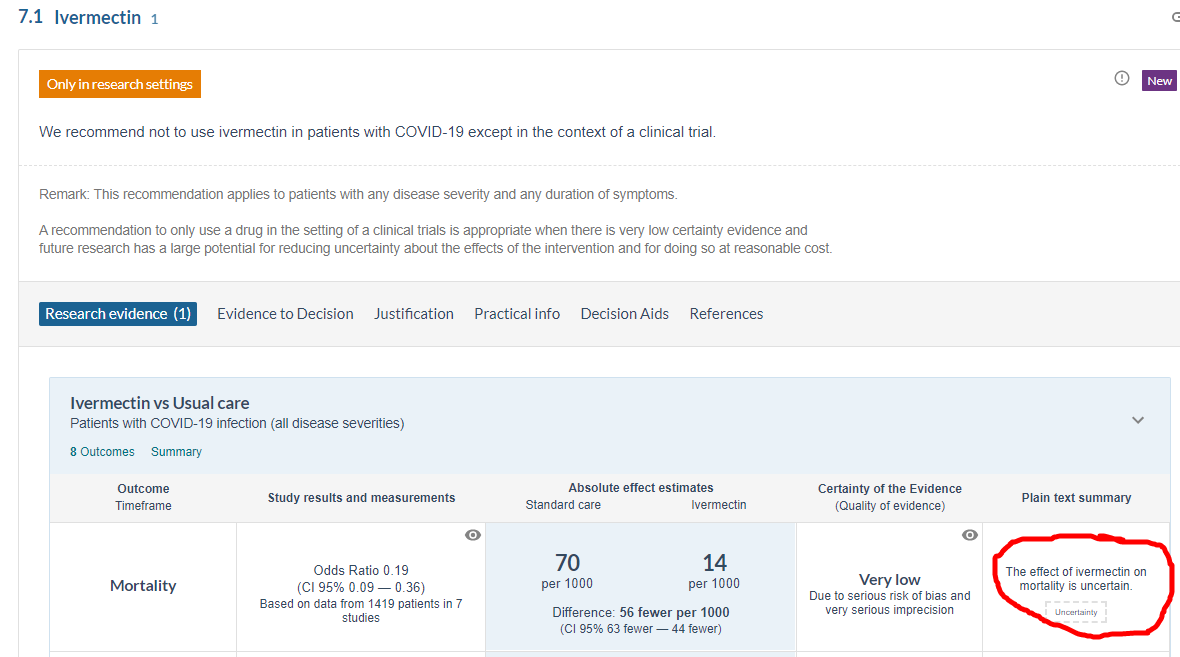 7.1 Ivermectin 1
Only in research settings
New
We recommend not to use ivermectin in patients with COVID-19 except in the context of a clinical trial.
Remark: This recommendation applies to patients with any disease severity and any duration of symptoms.
A recommendation to only use a drug in the setting of a clinical trials is appropriate when there is very low certainty evidence and
future research has a large potential for reducing uncertainty about the effects of the intervention and for doing so at reasonable cost.
Research evidence (1) Evidence to Decision Justification Practical info Decision Aids References
Ivermectin vs Usual care
Patients with COVID-19 infection (all disease severities)
8 Outcomes Summary
Outcome
Timeframe
Study results and measurements
Absolute effect estimates
Standard care Ivermectin
Certainty of the Evidence
(Quality of evidence)
Plain text summary
Mortality
Odds Ratio 0.19
(CI 95% 0.09 — 0.36)
Based on data from 1419 patients in 7
studies
70 14
per 1000 per 1000
Difference: 56 fewer per 1000
(CI 95% 63 fewer — 44 fewer)
Very low
Due to serious risk of bias and
very serious imprecision
The effect of ivermectin on
mortality is uncertain.
Uncertainty